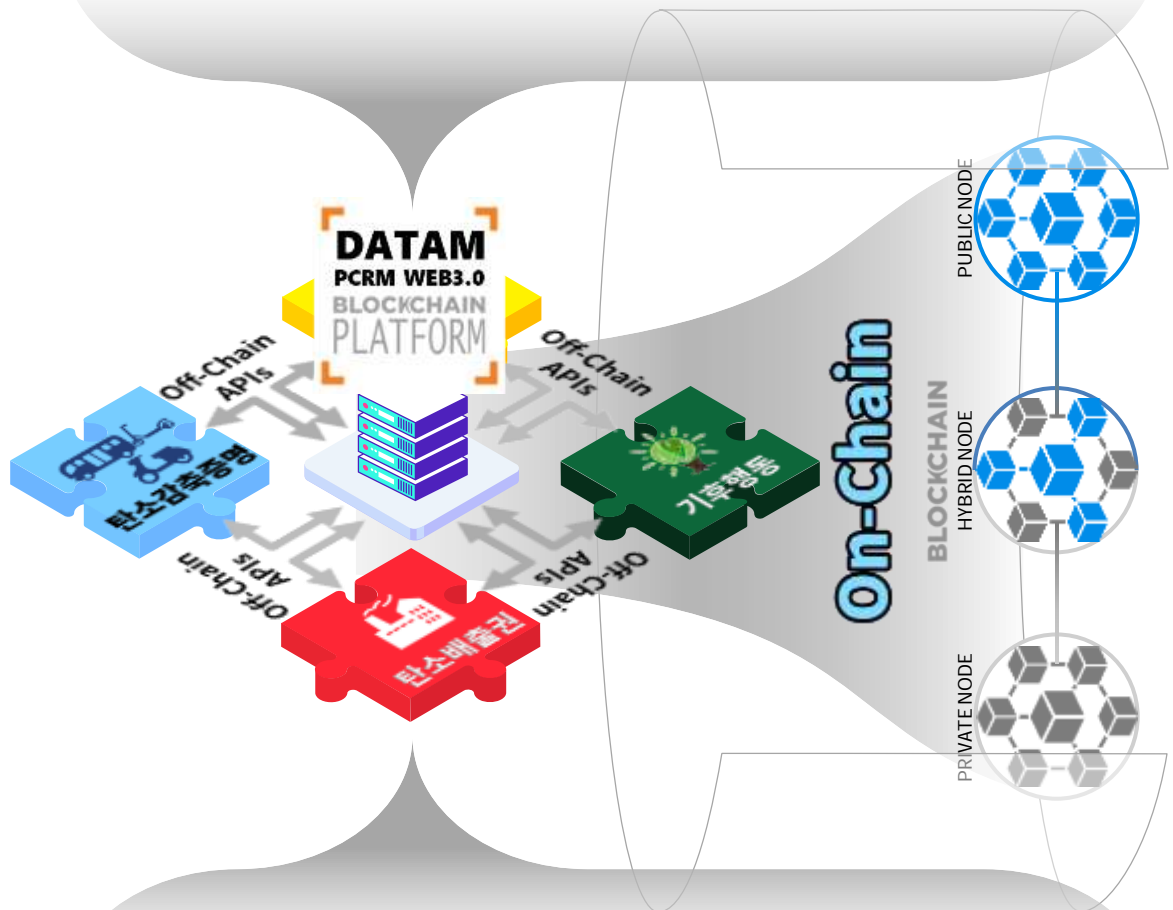 DATAM
PCRM WEB3.0
BLOCKCHAIN
PLATFORM
Off-Chain
APIs
Off-Chain
APIs
탄소감축증명
기후행동
Off-Chain
APIs
Off-Chain
APIs
탄소배출권
On-Chain
BLOCKCHAIN
PUBLIC NODE
HYBRID NODE
PRIVATE NODE